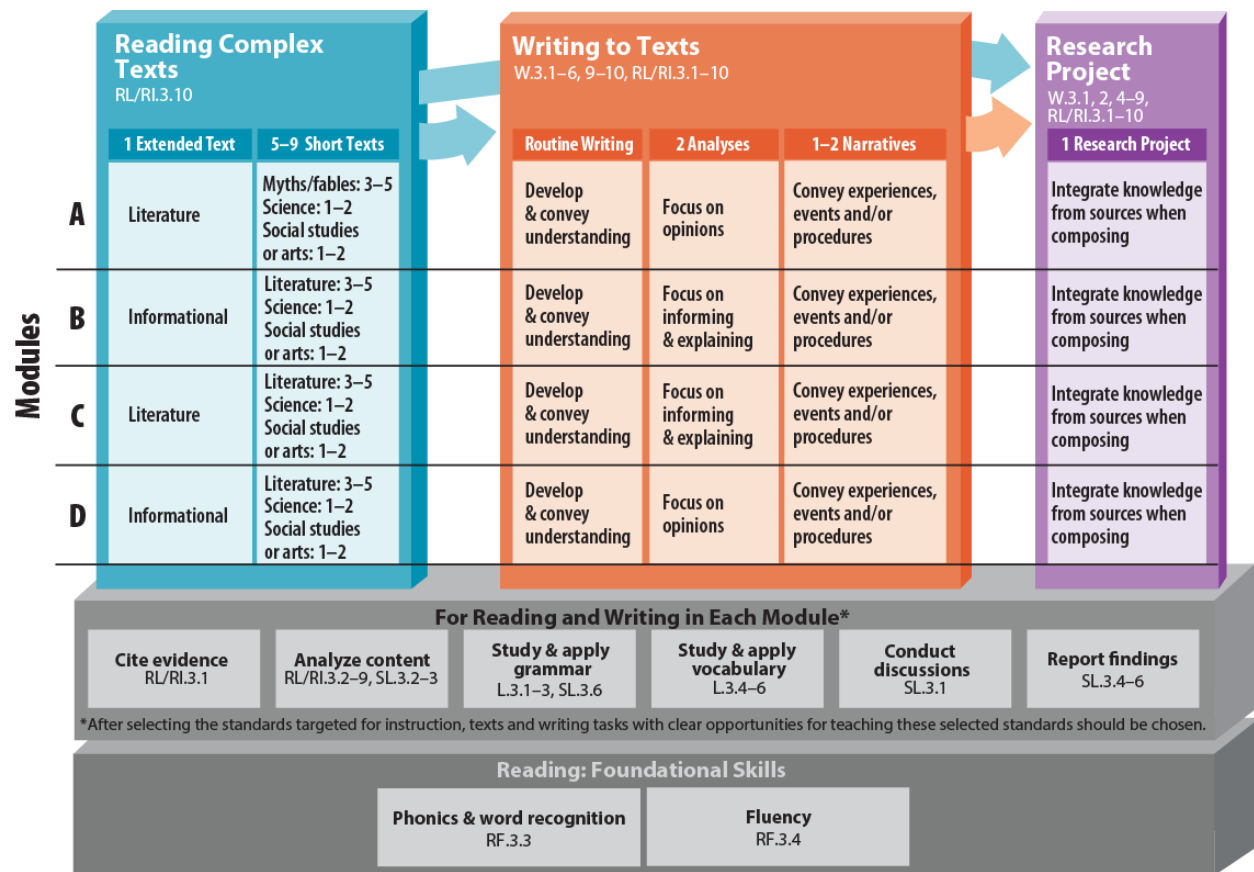 Reading Complex
Texts
RL/RI.3.10
Writing to Texts
W.3.1–6, 9–10, RL/RI.3.1–10
Research
Project
W.3.1, 2, 4–9,
RL/RI.3.1–10
1 Extended Text
5–9 Short Texts
Routine Writing
2 Analyses
1–2 Narratives
1 Research Project
Modules
A
Literature
Myths/fables: 3–5
Science: 1–2
Social studies
or arts: 1–2
Develop
& convey
understanding
Focus on
opinions
Convey experiences,
events and/or
procedures
Integrate knowledge
from sources when
composing
B
Informational
Literature: 3–5
Science: 1–2
Social studies
or arts: 1–2
Develop
& convey
understanding
Focus on
informing
& explaining
Convey experiences,
events and/or
procedures
Integrate knowledge
from sources when
composing
C
Literature
Literature: 3–5
Science: 1–2
Social studies
or arts: 1–2
Develop
& convey
understanding
Focus on
informing
& explaining
Convey experiences,
events and/or
procedures
Integrate knowledge
from sources when
composing
D
Informational
Literature: 3–5
Science: 1–2
Social studies
or arts: 1–2
Develop
& convey
understanding
Focus on
opinions
Convey experiences,
events and/or
procedures
Integrate knowledge
from sources when
composing
For Reading and Writing in Each Module*
Cite evidence
RL/RI.3.1
Analyze content
RL/RI.3.2–9, SL.3.2–3
Study & apply
grammar
L.3.1–3, SL.3.6
Study & apply
vocabulary
L.3.4–6
Conduct
discussions
SL.3.1
Report findings
SL.3.4–6
*After selecting the standards targeted for instruction, texts and writing tasks with clear opportunities for teaching these selected standards should be chosen.
Reading: Foundational Skills
Phonics & word recognition
RF.3.3
Fluency
RF.3.4